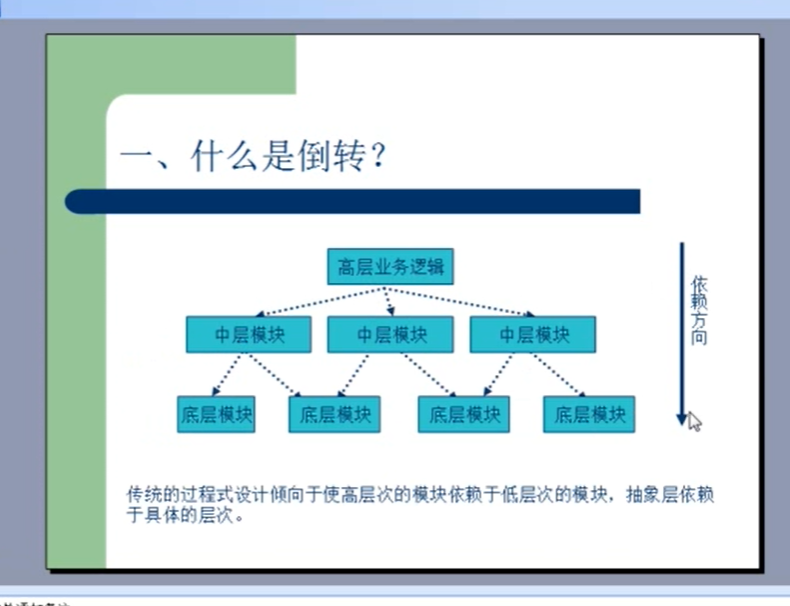 一、什么是倒转？
高层业务逻辑
中层模块
中层模块
中层模块
底层模块
底层模块
底层模块
底层模块
依赖方向
传统的过程式设计倾向于使高层次的模块依赖于低层次的模块，抽象层依赖
于具体的层次。